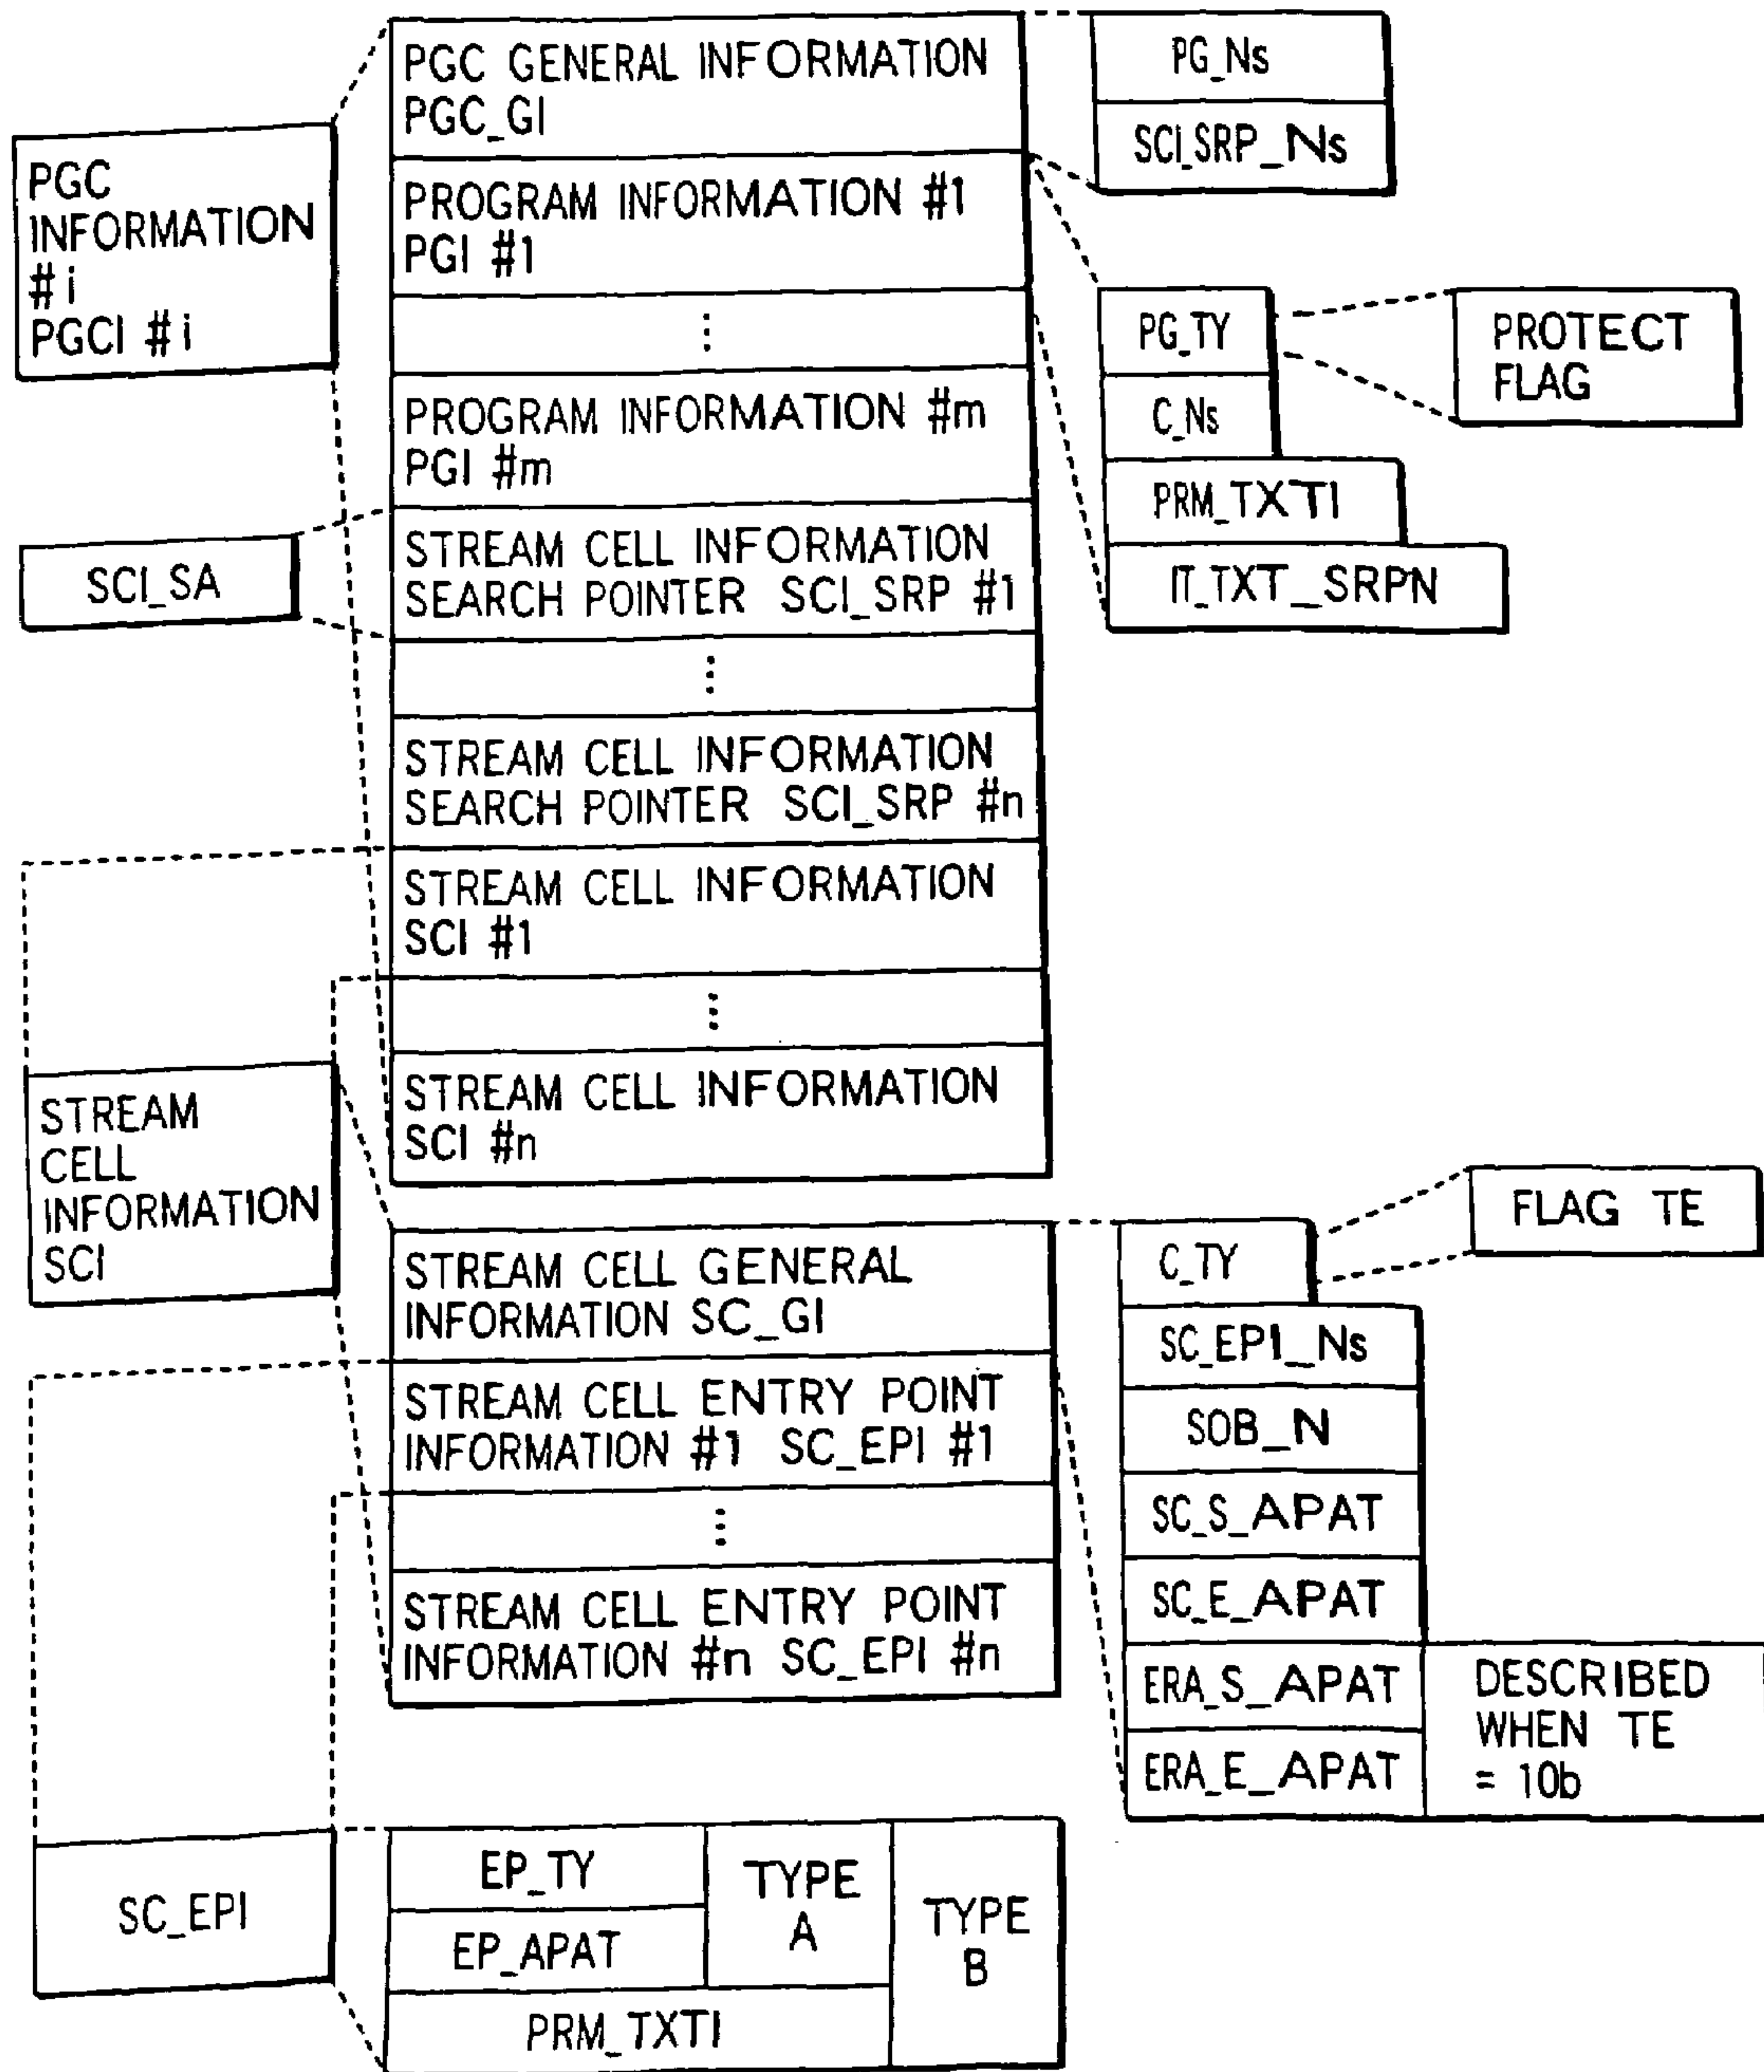 PGC
INFORMATION
#i
PGCI #i
PGC GENERAL INFORMATION
PGC_GI
PROGRAM INFORMATION #1
PGI #1
PROGRAM INFORMATION #m
PGI #m
STREAM CELL INFORMATION
SEARCH POINTER SCI_SRP #1
STREAM CELL INFORMATION
SEARCH POINTER SCI_SRP #n
STREAM CELL INFORMATION
SCI #1
STREAM CELL INFORMATION
SCI #n
PG_Ns
SCI_SRP_Ns
PG_TY
C_Ns
PRM_TXTI
IT_TXT_SRPN
PROTECT
FLAG
SCI_SA
STREAM
CELL
INFORMATION
SCI
STREAM CELL GENERAL
INFORMATION SC_GI
STREAM CELL ENTRY POINT
INFORMATION #1 SC_EPI #1
STREAM CELL ENTRY POINT
INFORMATION #n SC_EPI #n
C_TY
SC_EPI_Ns
SOB_N
SC_S_APAT
SC_E_APAT
ERA_S_APAT
ERA_E_APAT
FLAG TE
DESCRIBED
WHEN TE
= 10b
SC_EPI
EP_TY
EP_APAT
PRM_TXTI
TYPE
A
TYPE
B